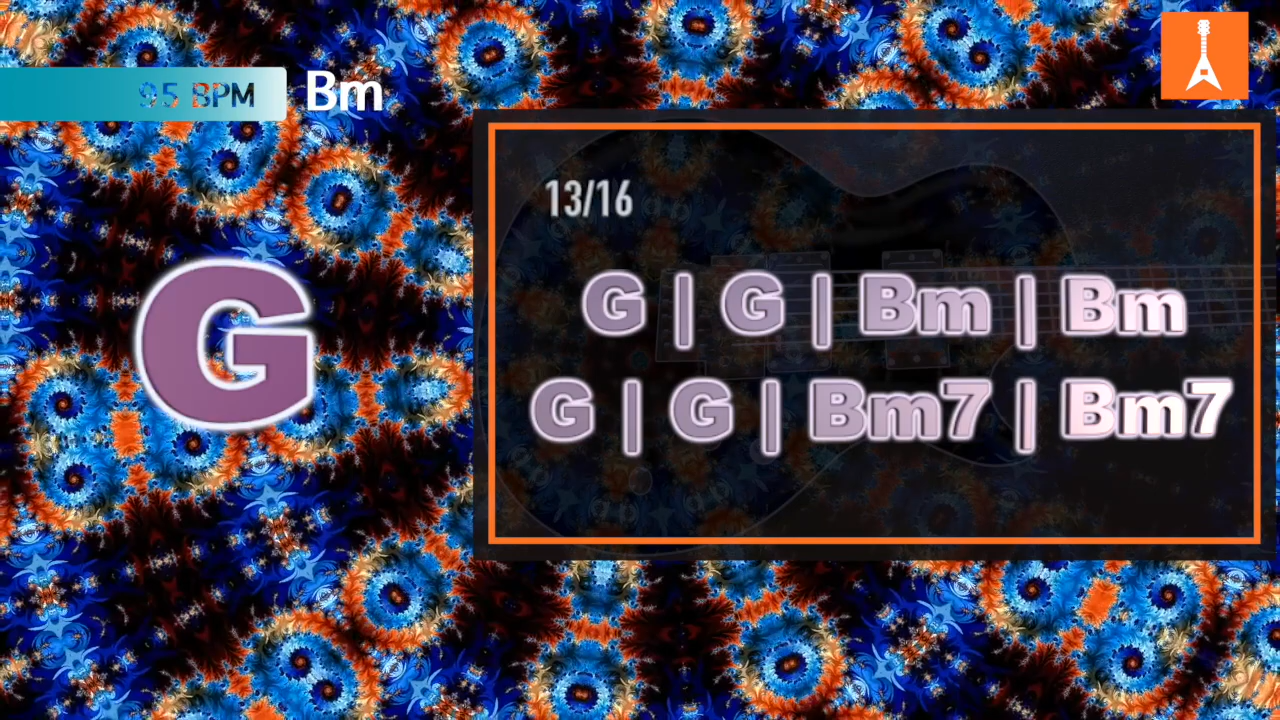 95 BPM Bm
G
13/16
G | G | Bm | Bm
G | G | Bm7 | Bm7